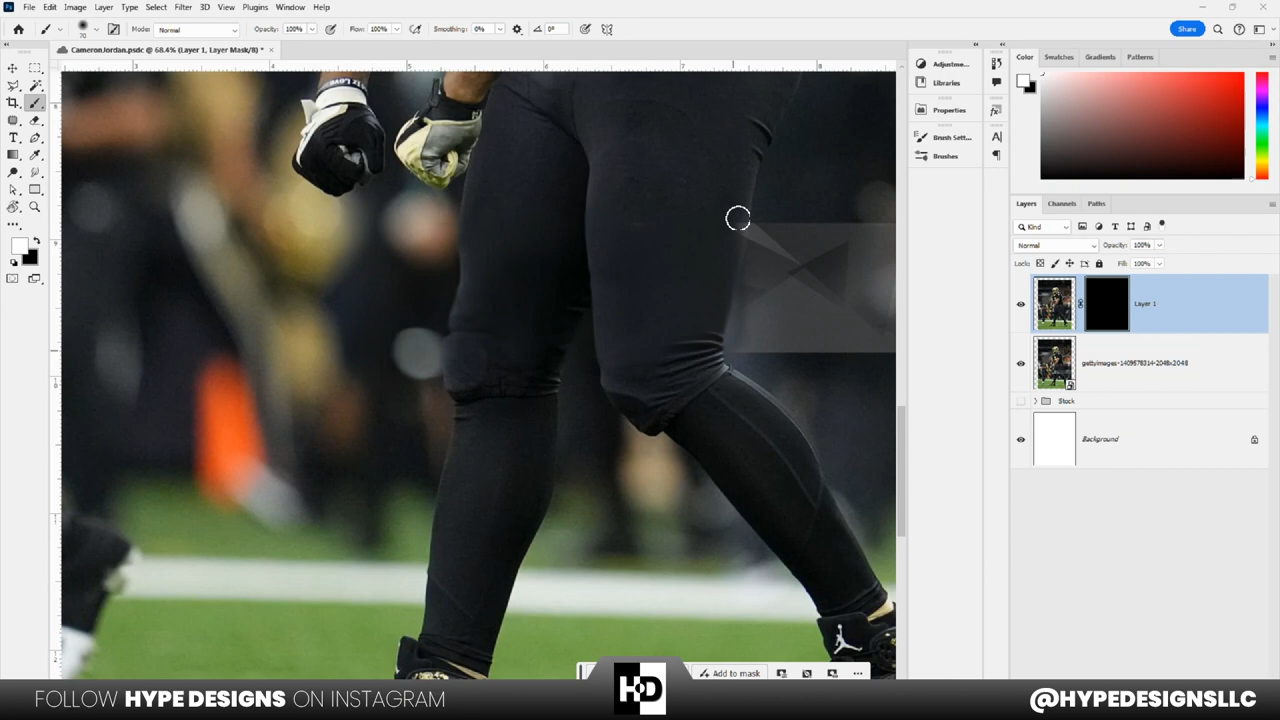 File Edit Image Layer Type Select Filter 3D View Plugins Window Help
Mode: Normal Opacity: 100% Flow: 100% Smoothing: 0% 0° Share
CameronJordan.psdc @ 68.4% (Layer 1, Layer Mask/8) *
Color Swatches Gradients Patterns
Adjustme...
Libraries
Properties
Brush Sett...
Brushes
Layers Channels Paths
Kind
Normal Opacity: 100%
Lock: Fill: 100%
Layer 1
gettyimages-1409578314-2048x2048
Stock
Background
Add to mask
FOLLOW HYPE DESIGNS ON INSTAGRAM
HD
@HYPEDESIGNSLLC